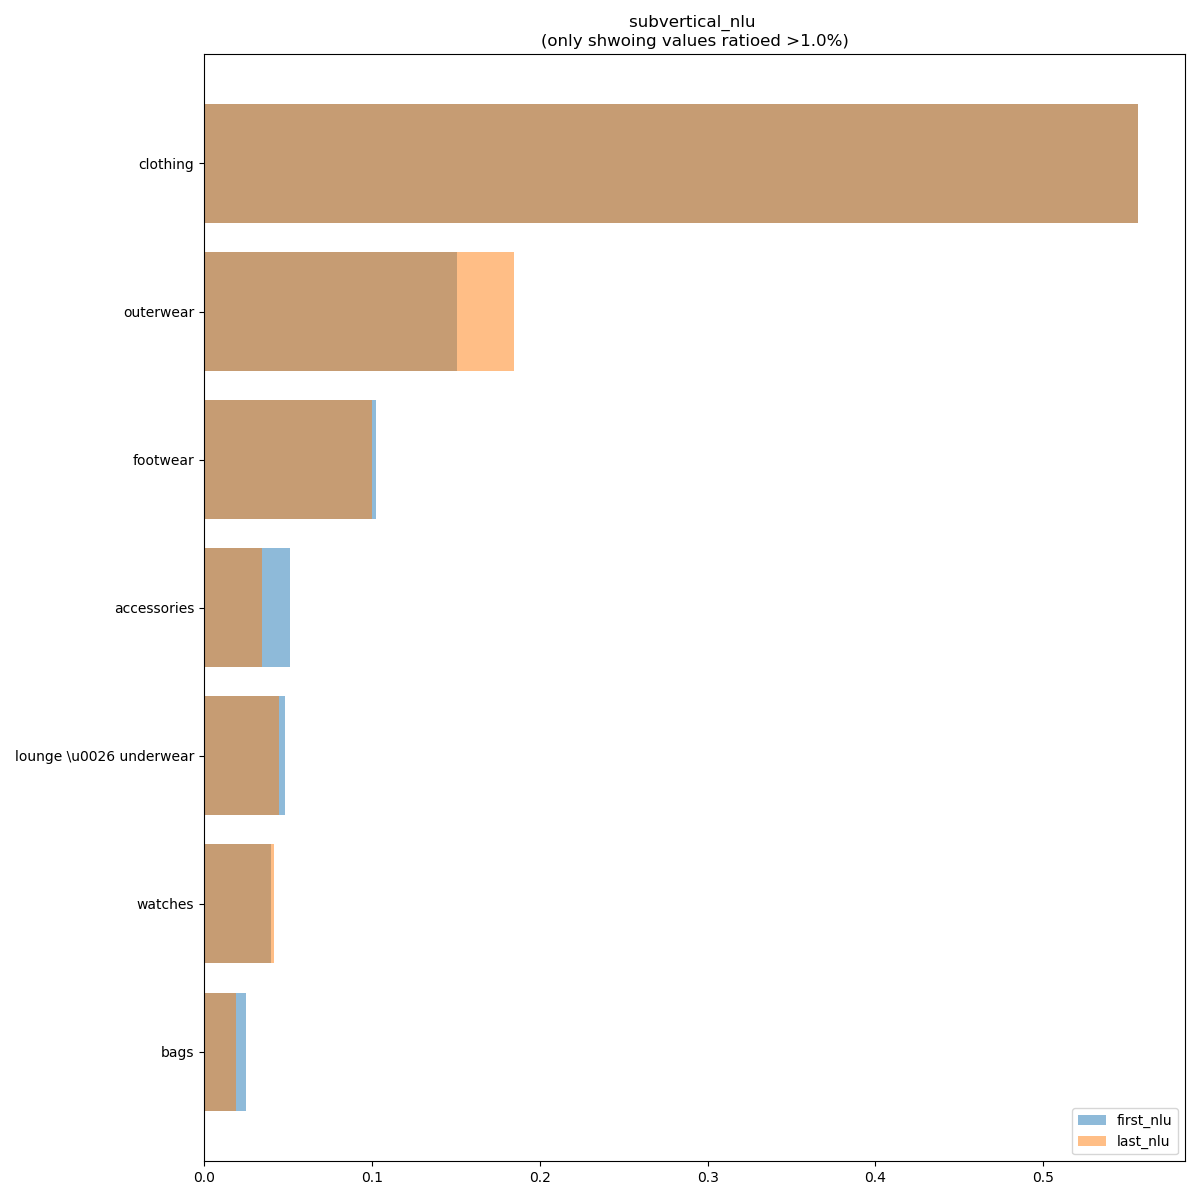 subvertical_nlu
(only shwoing values ratioed >1.0%)
clothing
outerwear
footwear
accessories
lounge \u0026 underwear
watches
bags
first_nlu
last_nlu
0.0 0.1 0.2 0.3 0.4 0.5